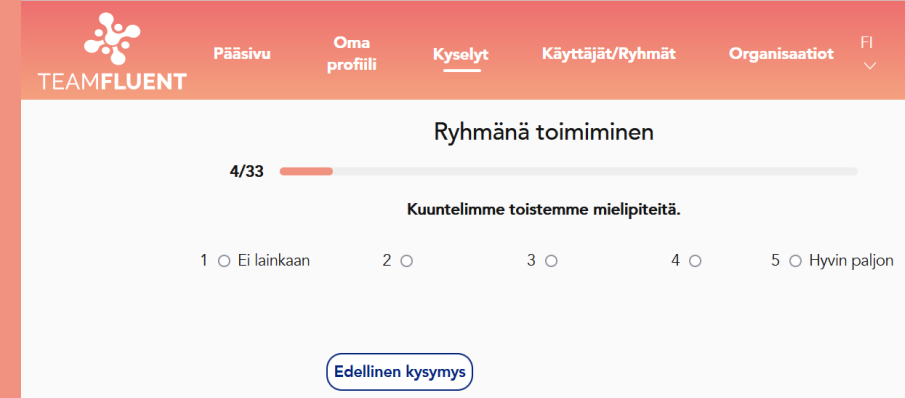 TEAMFLUENT
Pääsivu
Oma
profiili
Kyselyt
Käyttäjät/Ryhmät
Organisaatiot
FI
Ryhmänä toimiminen
4/33
Kuuntelimme toistemme mielipiteitä.
1 Ei lainkaan 2 3 4 5 Hyvin paljon
Edellinen kysymys